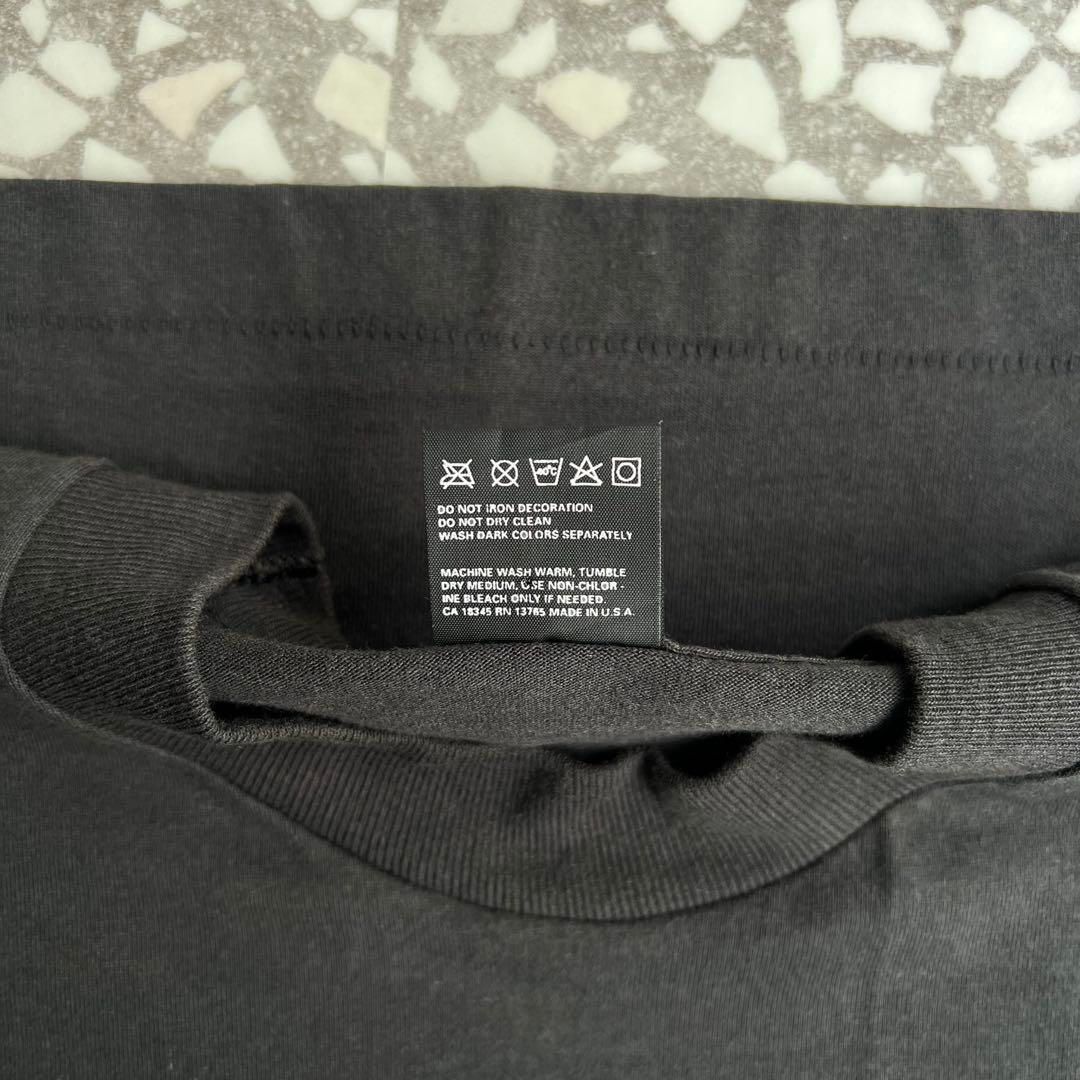 40°C
DO NOT IRON DECORATION
DO NOT DRY CLEAN
WASH DARK COLORS SEPARATELY
MACHINE WASH WARM, TUMBLE
DRY MEDIUM, USE NON-CHLOR -
INE BLEACH ONLY IF NEEDED
CA 18345 RN 13765 MADE IN U.S.A.